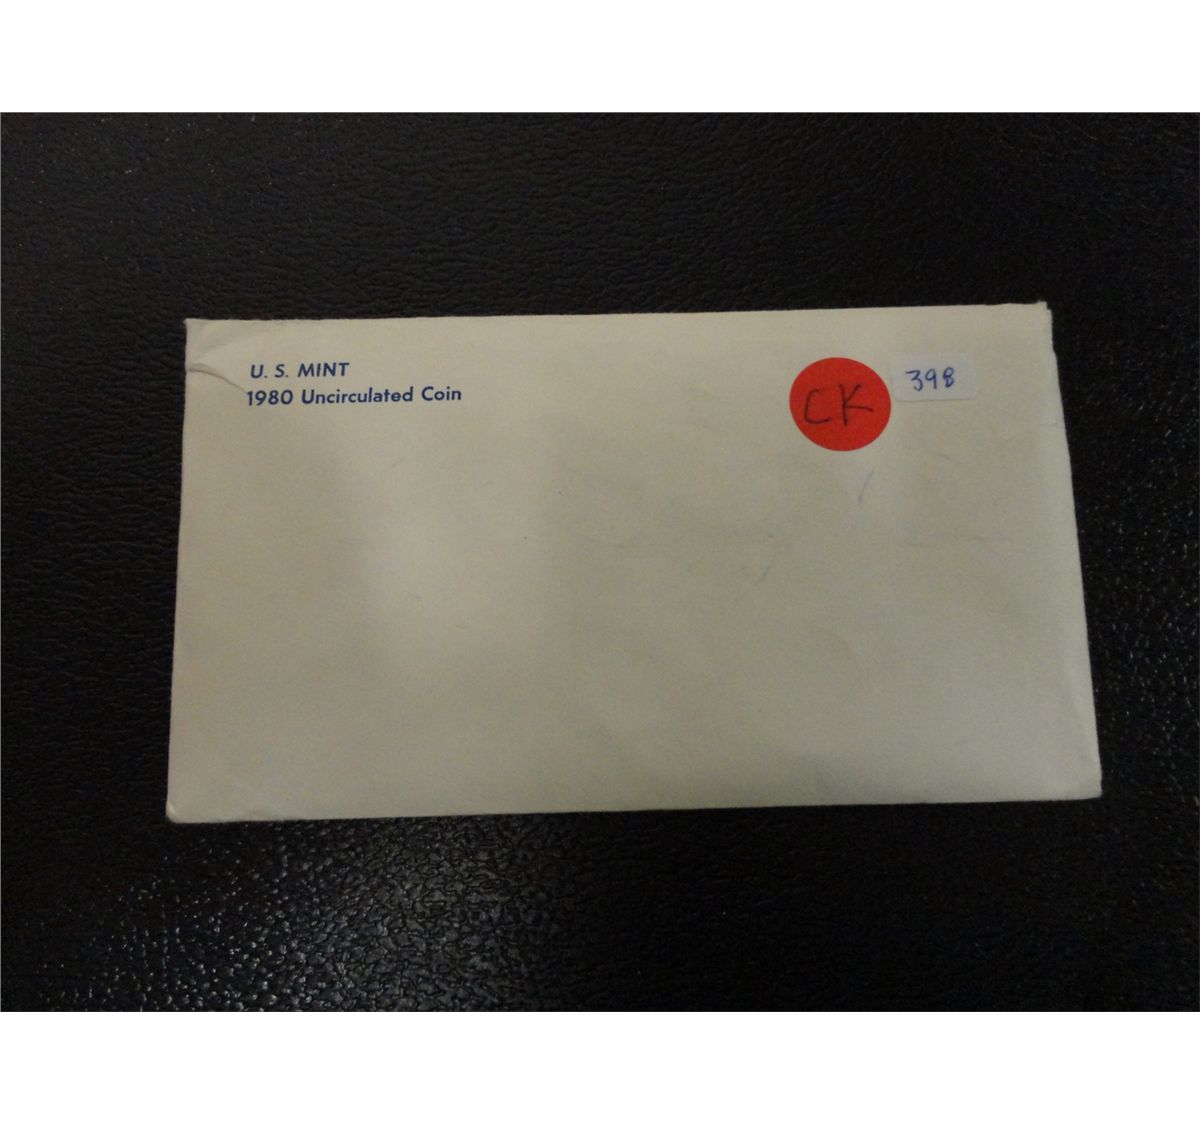 U. S. MINT
1980 Uncirculated Coin
CK
398